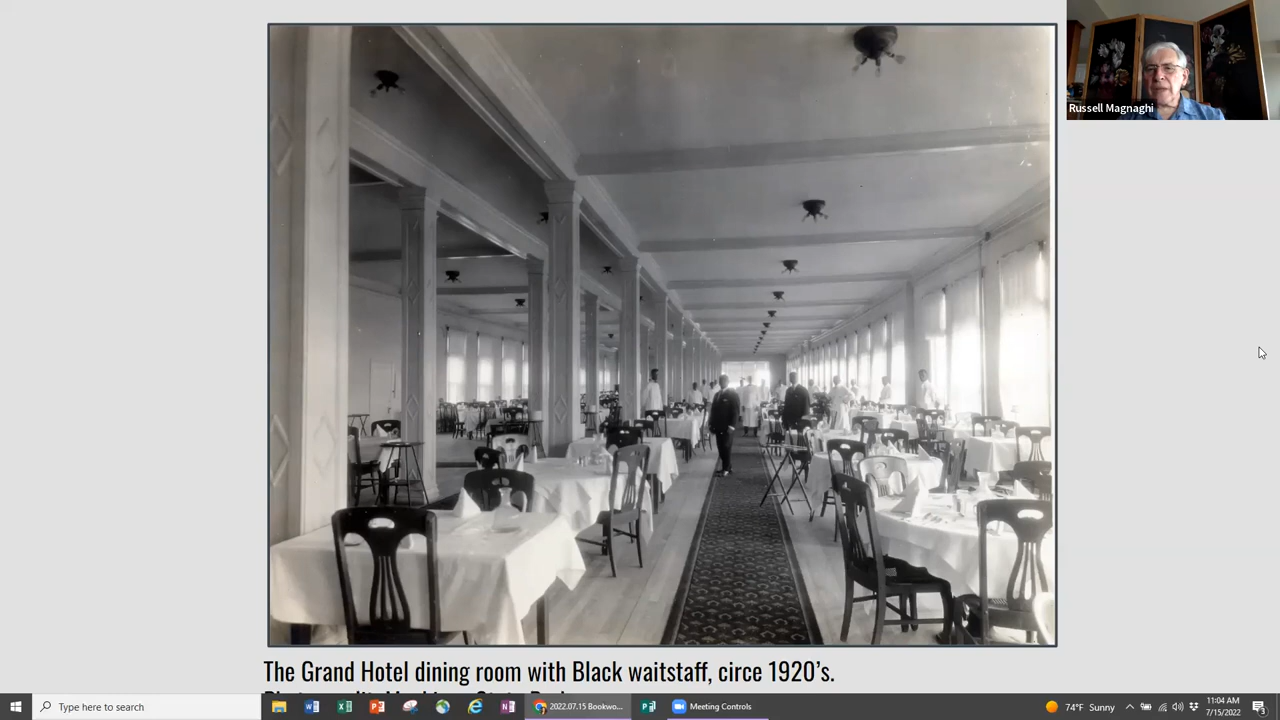 Russell Magnaghi
The Grand Hotel dining room with Black waitstaff, circe 1920's.
Type here to search
2022.07.15 Bookwo...
Meeting Controls
74°F Sunny
11:04 AM
7/15/2022
3